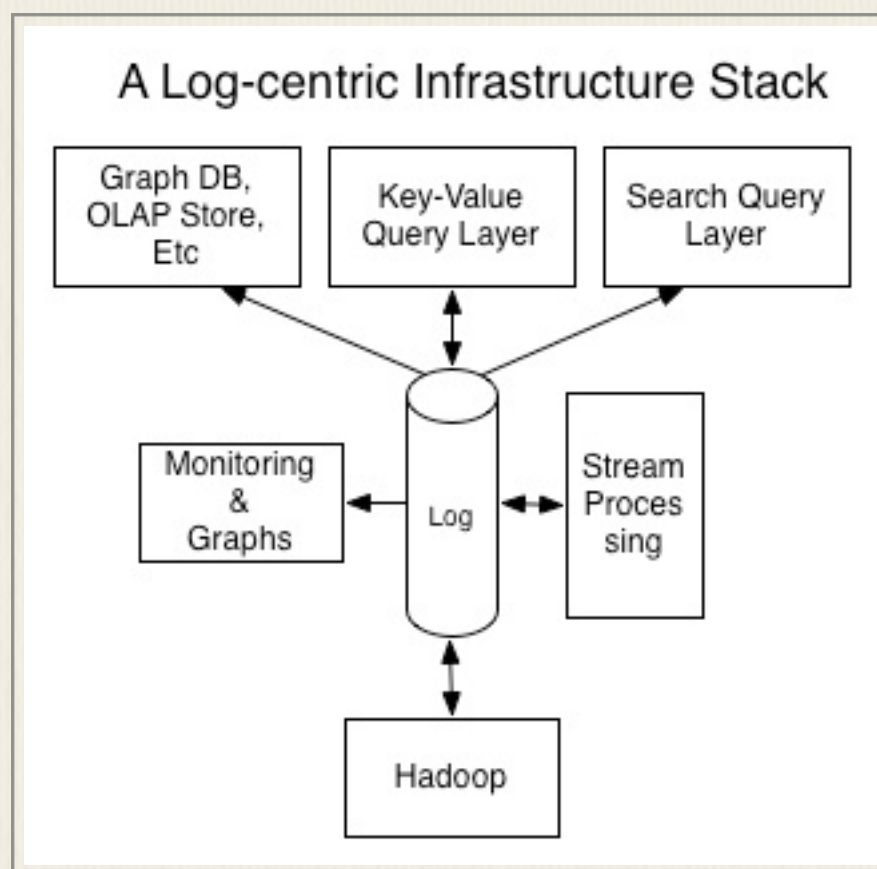 A Log-centric Infrastructure Stack
Graph DB,
OLAP Store,
Etc
Key-Value
Query Layer
Search Query
Layer
Monitoring
&
Graphs
Log
Stream
Proces
sing
Hadoop